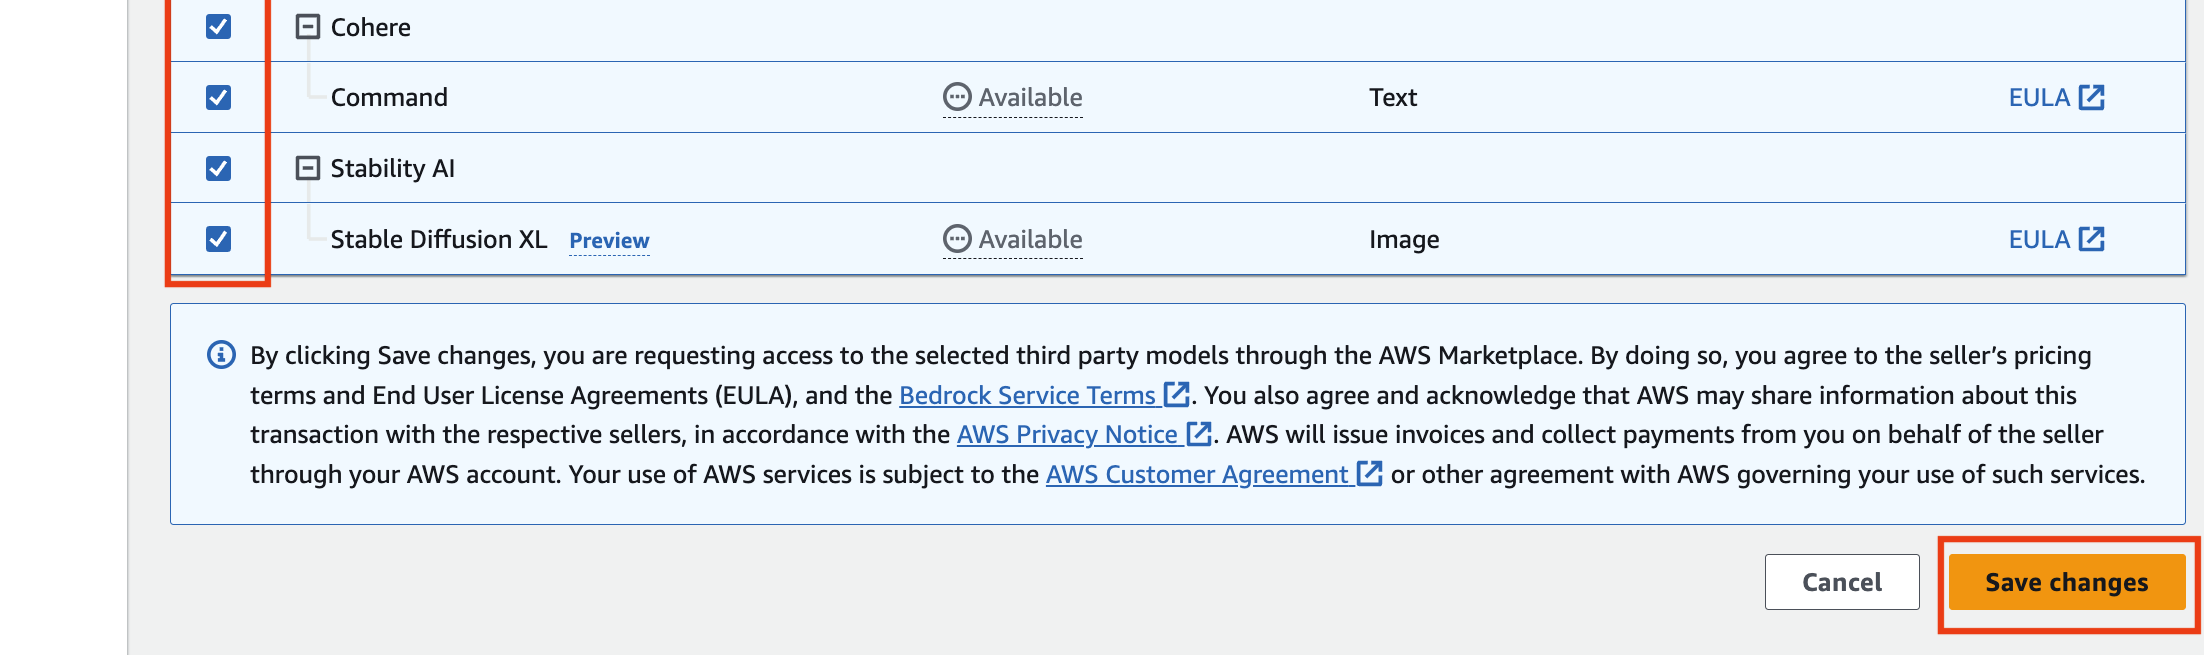 Cohere
Command Available Text EULA
Stability AI
Stable Diffusion XL Preview Available Image EULA
By clicking Save changes, you are requesting access to the selected third party models through the AWS Marketplace. By doing so, you agree to the seller’s pricing
terms and End User License Agreements (EULA), and the Bedrock Service Terms. You also agree and acknowledge that AWS may share information about this
transaction with the respective sellers, in accordance with the AWS Privacy Notice. AWS will issue invoices and collect payments from you on behalf of the seller
through your AWS account. Your use of AWS services is subject to the AWS Customer Agreement or other agreement with AWS governing your use of such services.
Cancel Save changes